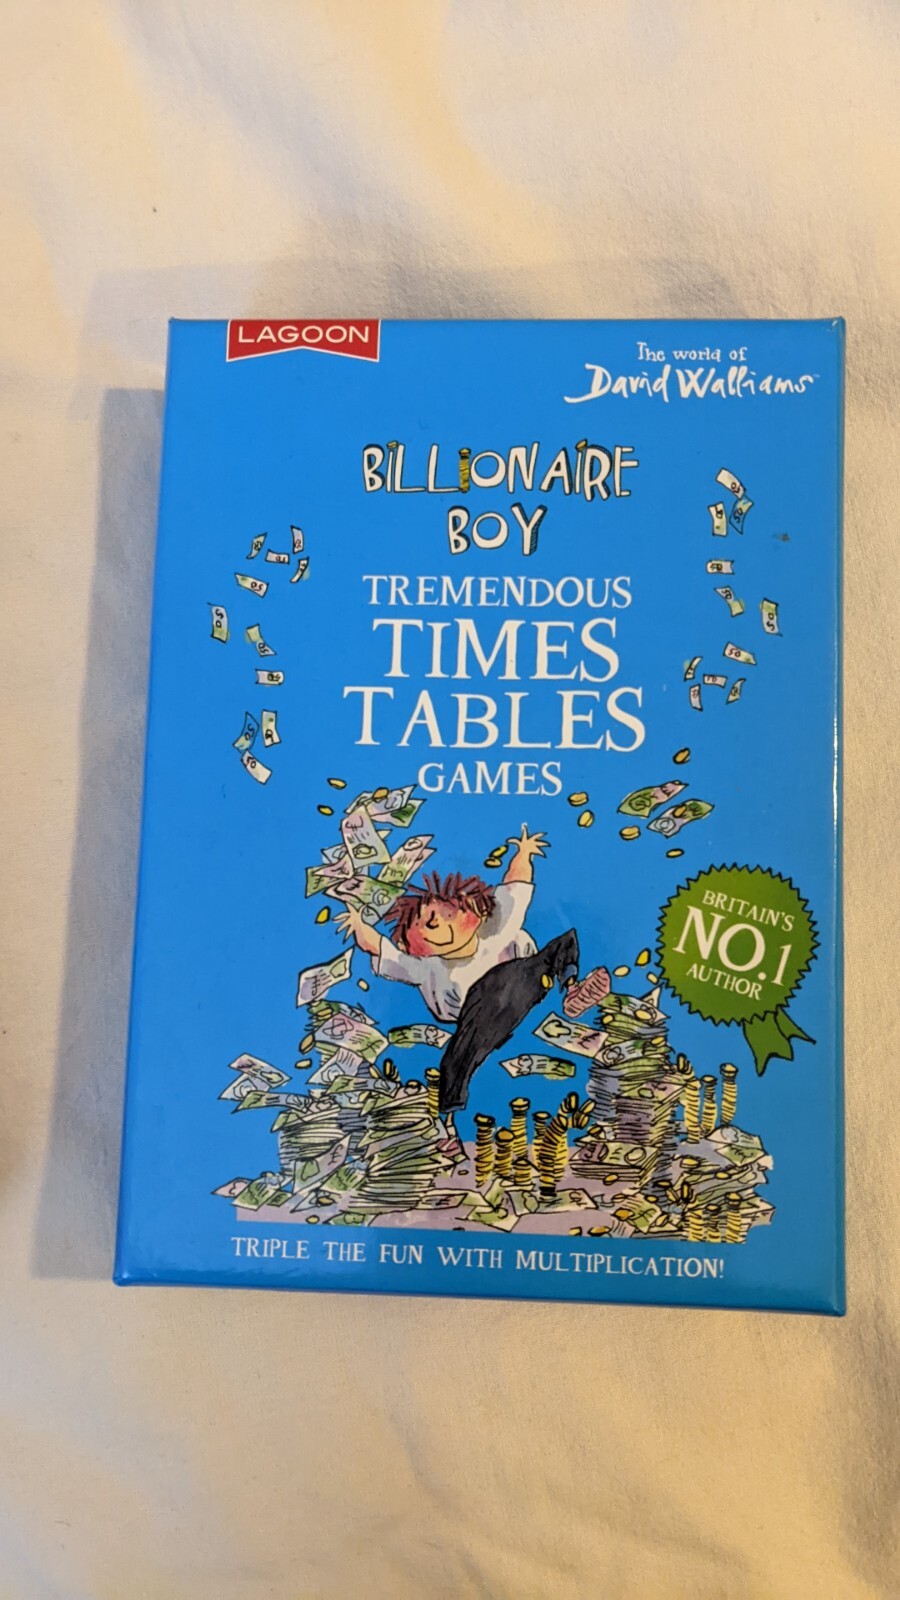 LAGOON
The world of
David Walliams™
BILLIONAIRE
BOY
TREMENDOUS
TIMES
TABLES
GAMES
BRITAIN'S
NO.1
AUTHOR
TRIPLE THE FUN WITH MULTIPLICATION!